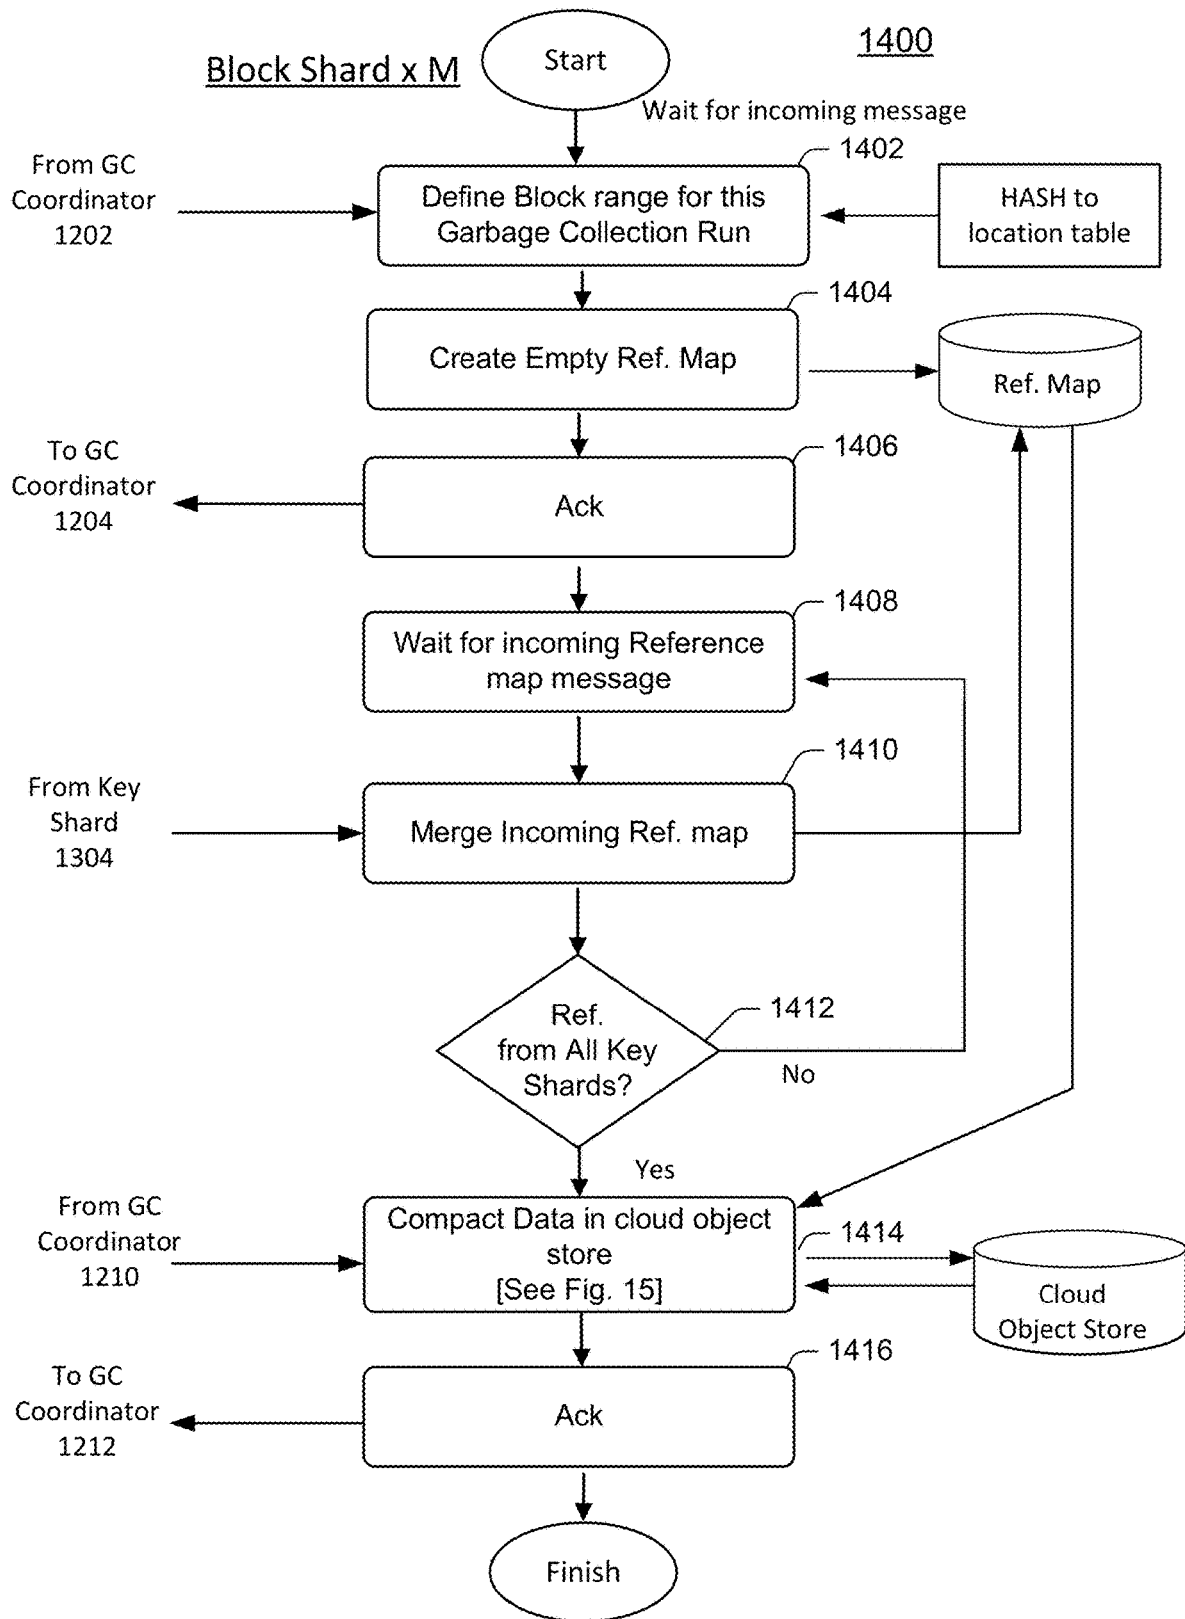 Start
1400
Block Shard x M
Wait for incoming message
1402
From GC
Coordinator
1202
Define Block range for this
Garbage Collection Run
HASH to
location table
1404
Create Empty Ref. Map
Ref. Map
To GC
Coordinator
1204
1406
Ack
1408
Wait for incoming Reference
map message
1410
From Key
Shard
1304
Merge Incoming Ref. map
1412
Ref.
from All Key
Shards?
No
Yes
From GC
Coordinator
1210
Compact Data in cloud object
store
[See Fig. 15]
1414
Cloud
Object Store
1416
To GC
Coordinator
1212
Ack
Finish